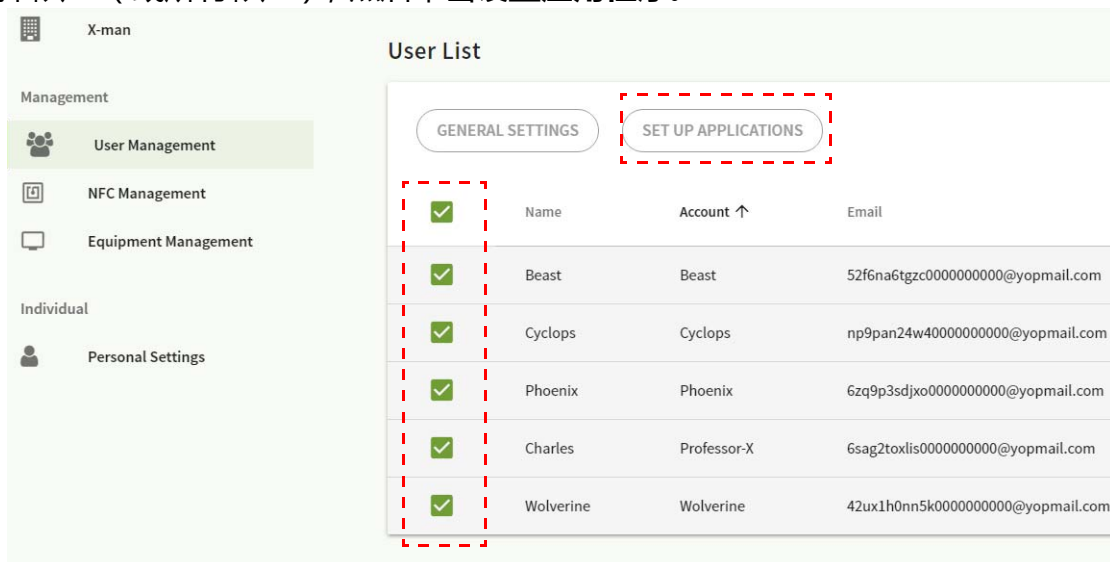 X-man
Management
User Management
NFC Management
Equipment Management
Individual
Personal Settings
User List
GENERAL SETTINGS
SET UP APPLICATIONS
Name Account ↑ Email
Beast Beast 52f6na6tgzc0000000000@yopmail.com
Cyclops Cyclops np9pan24w40000000000@yopmail.com
Phoenix Phoenix 6zq9p3sdjxo0000000000@yopmail.com
Charles Professor-X 6sag2toxlis0000000000@yopmail.com
Wolverine Wolverine 42ux1h0nn5k0000000000@yopmail.com